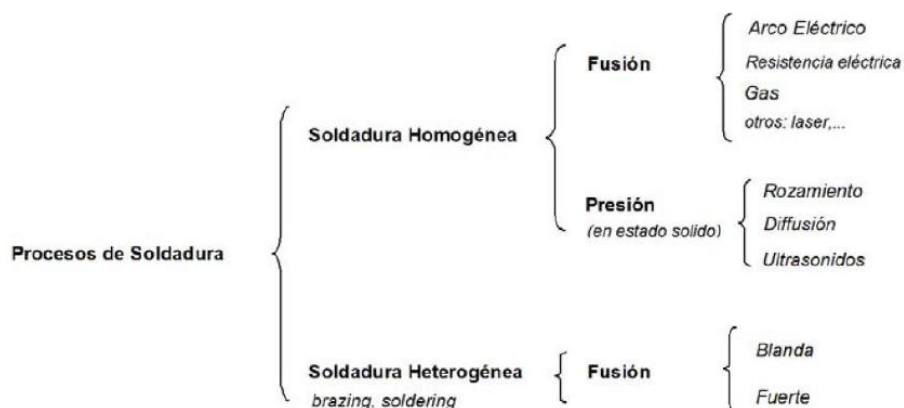 Procesos de Soldadura
Soldadura Homogénea
Fusión
Arco Eléctrico
Resistencia eléctrica
Gas
otros: laser,...
Presión
(en estado solido)
Rozamiento
Diffusión
Ultrasonidos
Soldadura Heterogénea
brazing, soldering
Fusión
Blanda
Fuerte